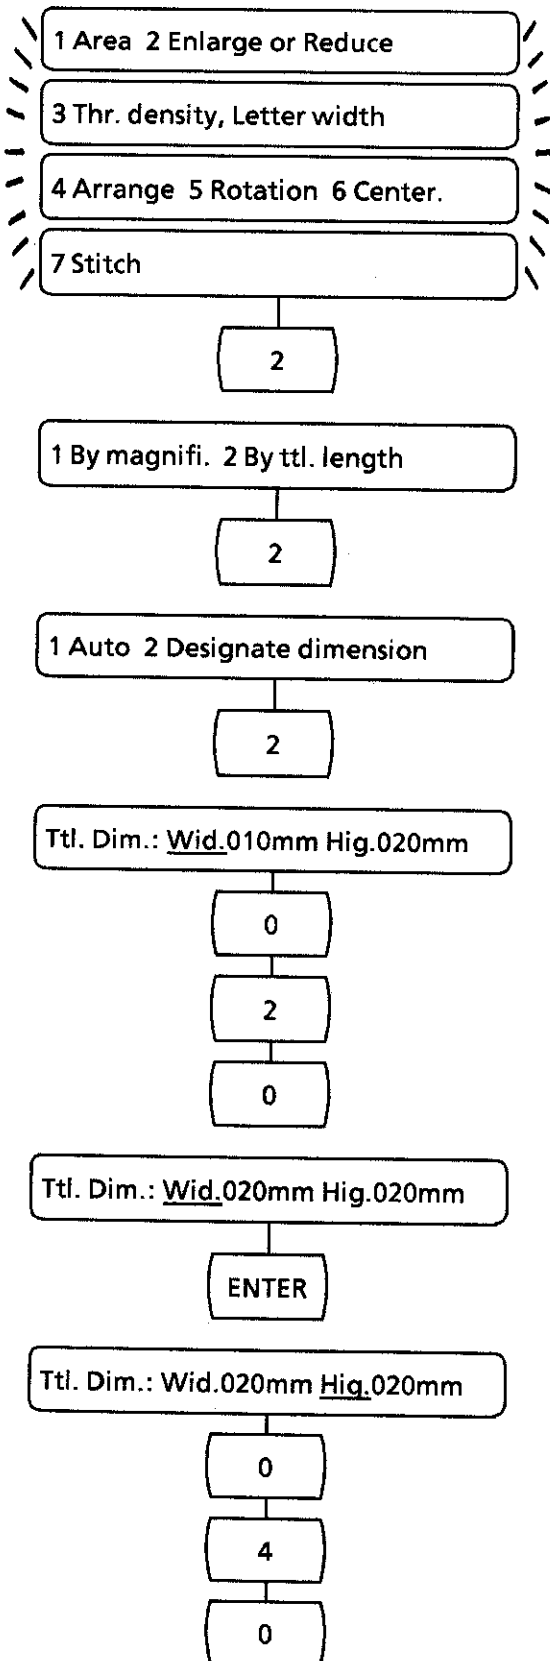 1 Area 2 Enlarge or Reduce
3 Thr. density, Letter width
4 Arrange 5 Rotation 6 Center.
7 Stitch
2
1 By magnifi. 2 By ttl. length
2
1 Auto 2 Designate dimension
2
Ttl. Dim.: Wid.010mm Hig.020mm
0
2
0
Ttl. Dim.: Wid.020mm Hig.020mm
ENTER
Ttl. Dim.: Wid.020mm Hig.020mm
0
4
0